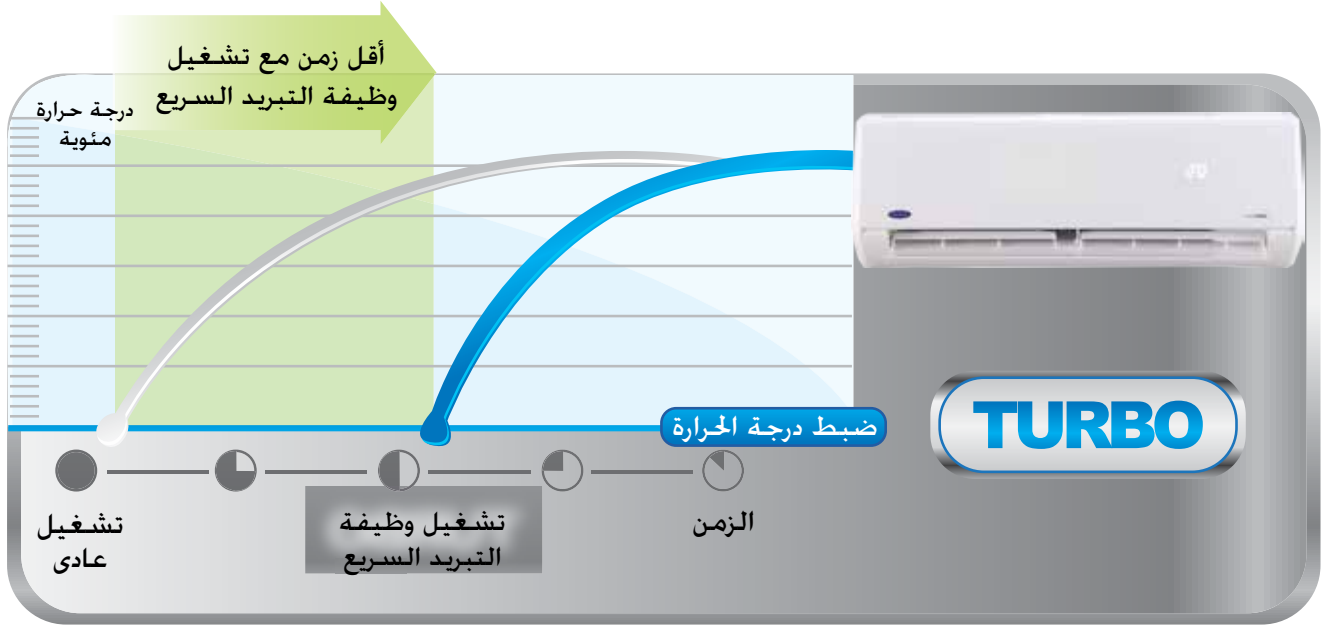 أقل زمن مع تشغيل
وظيفة التبريد السريع
درجة حرارة
مئوية
ضبط درجة الحرارة
TURBO
الزمن
تشغيل وظيفة
التبريد السريع
تشغيل
عادى